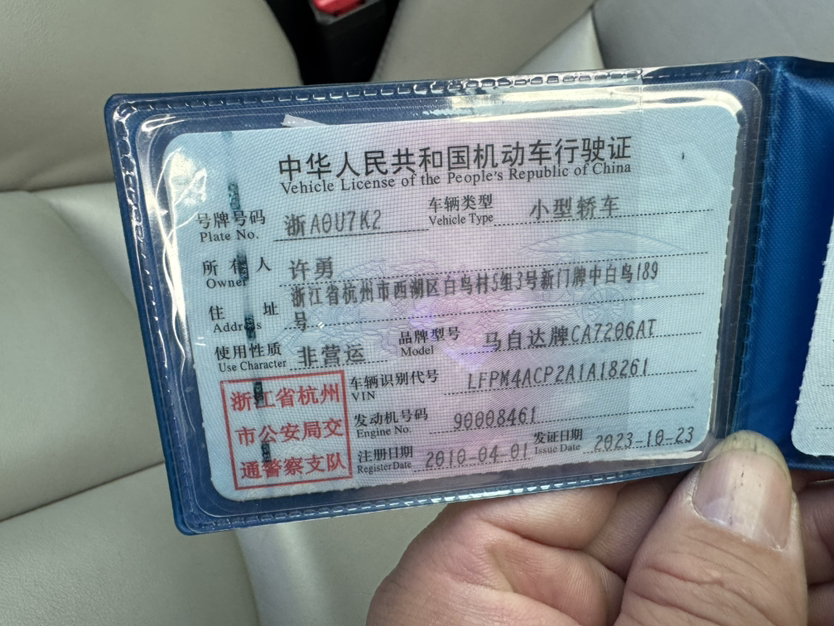 中华人民共和国机动车行驶证
Vehicle License of the People's Republic of China
号牌号码 浙A0U7K2 车辆类型 小型轿车
Plate No. Vehicle Type
所有人 许勇
Owner
住址 浙江省杭州市西湖区白鸟村5组3号新门牌中白鸟189
Address 号
使用性质 非营运 品牌型号 马自达牌CA7206AT
Use Character Model
车辆识别代号 LFPM4ACP2A1A18261
VIN
发动机号码 90008461
Engine No.
注册日期 2010-04-01 发证日期 2023-10-23
Register Date Issue Date
浙江省杭州
市公安局交
通警察支队